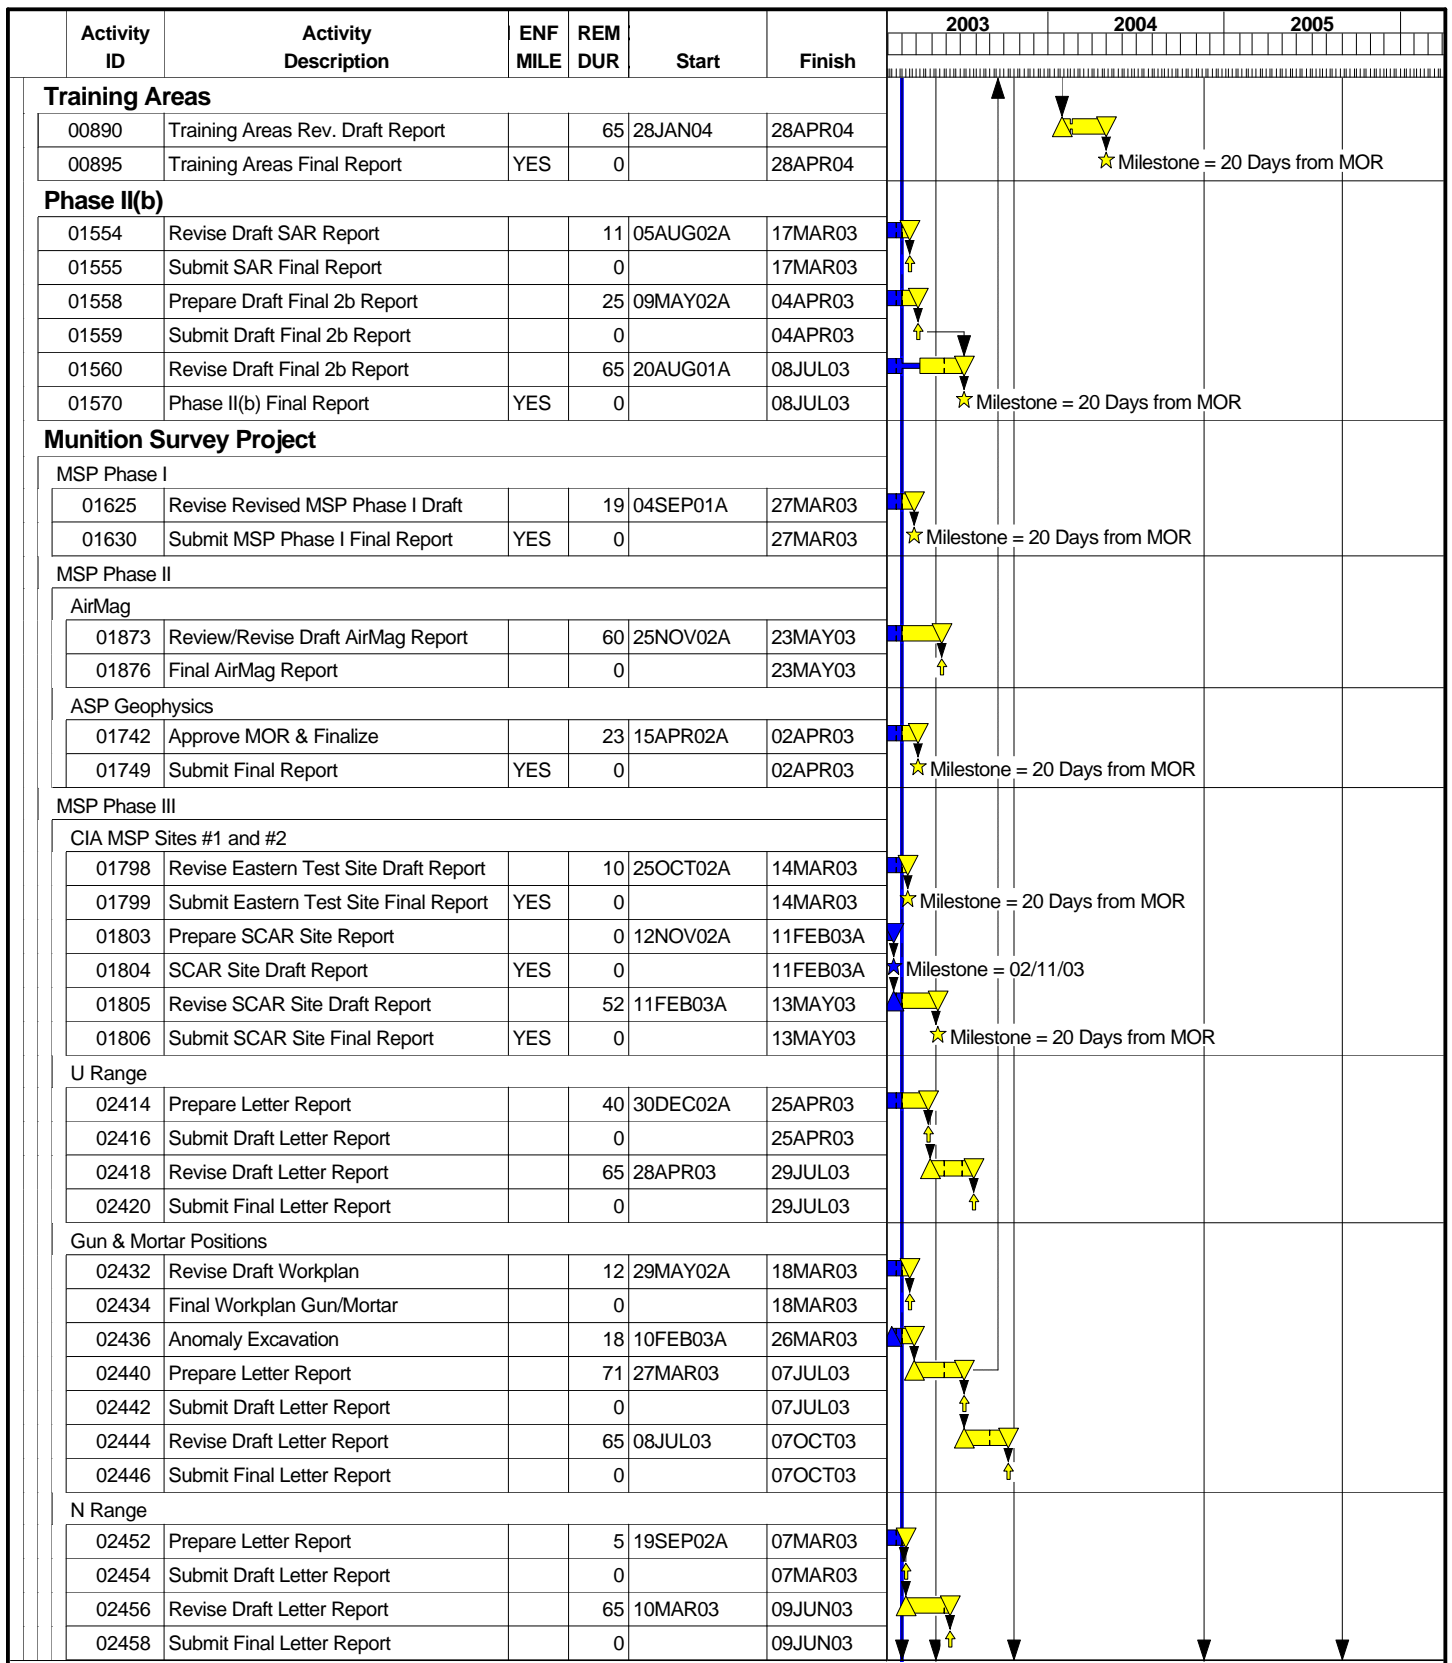 Activity ID Activity Description ENF MILE REM DUR Start Finish 2003 2004 2005
Training Areas
00890 Training Areas Rev. Draft Report 65 28JAN04 28APR04
00895 Training Areas Final Report YES 0 28APR04 Milestone = 20 Days from MOR
Phase II(b)
01554 Revise Draft SAR Report 11 05AUG02A 17MAR03
01555 Submit SAR Final Report 0 17MAR03
01558 Prepare Draft Final 2b Report 25 09MAY02A 04APR03
01559 Submit Draft Final 2b Report 0 04APR03
01560 Revise Draft Final 2b Report 65 20AUG01A 08JUL03
01570 Phase II(b) Final Report YES 0 08JUL03 Milestone = 20 Days from MOR
Munition Survey Project
MSP Phase I
01625 Revise Revised MSP Phase I Draft 19 04SEP01A 27MAR03
01630 Submit MSP Phase I Final Report YES 0 27MAR03 Milestone = 20 Days from MOR
MSP Phase II
AirMag
01873 Review/Revise Draft AirMag Report 60 25NOV02A 23MAY03
01876 Final AirMag Report 0 23MAY03
ASP Geophysics
01742 Approve MOR & Finalize 23 15APR02A 02APR03
01749 Submit Final Report YES 0 02APR03 Milestone = 20 Days from MOR
MSP Phase III
CIA MSP Sites #1 and #2
01798 Revise Eastern Test Site Draft Report 10 25OCT02A 14MAR03
01799 Submit Eastern Test Site Final Report YES 0 14MAR03 Milestone = 20 Days from MOR
01803 Prepare SCAR Site Report 0 12NOV02A 11FEB03A
01804 SCAR Site Draft Report YES 0 11FEB03A Milestone = 02/11/03
01805 Revise SCAR Site Draft Report 52 11FEB03A 13MAY03
01806 Submit SCAR Site Final Report YES 0 13MAY03 Milestone = 20 Days from MOR
U Range
02414 Prepare Letter Report 40 30DEC02A 25APR03
02416 Submit Draft Letter Report 0 25APR03
02418 Revise Draft Letter Report 65 28APR03 29JUL03
02420 Submit Final Letter Report 0 29JUL03
Gun & Mortar Positions
02432 Revise Draft Workplan 12 29MAY02A 18MAR03
02434 Final Workplan Gun/Mortar 0 18MAR03
02436 Anomaly Excavation 18 10FEB03A 26MAR03
02440 Prepare Letter Report 71 27MAR03 07JUL03
02442 Submit Draft Letter Report 0 07JUL03
02444 Revise Draft Letter Report 65 08JUL03 07OCT03
02446 Submit Final Letter Report 0 07OCT03
N Range
02452 Prepare Letter Report 5 19SEP02A 07MAR03
02454 Submit Draft Letter Report 0 07MAR03
02456 Revise Draft Letter Report 65 10MAR03 09JUN03
02458 Submit Final Letter Report 0 09JUN03